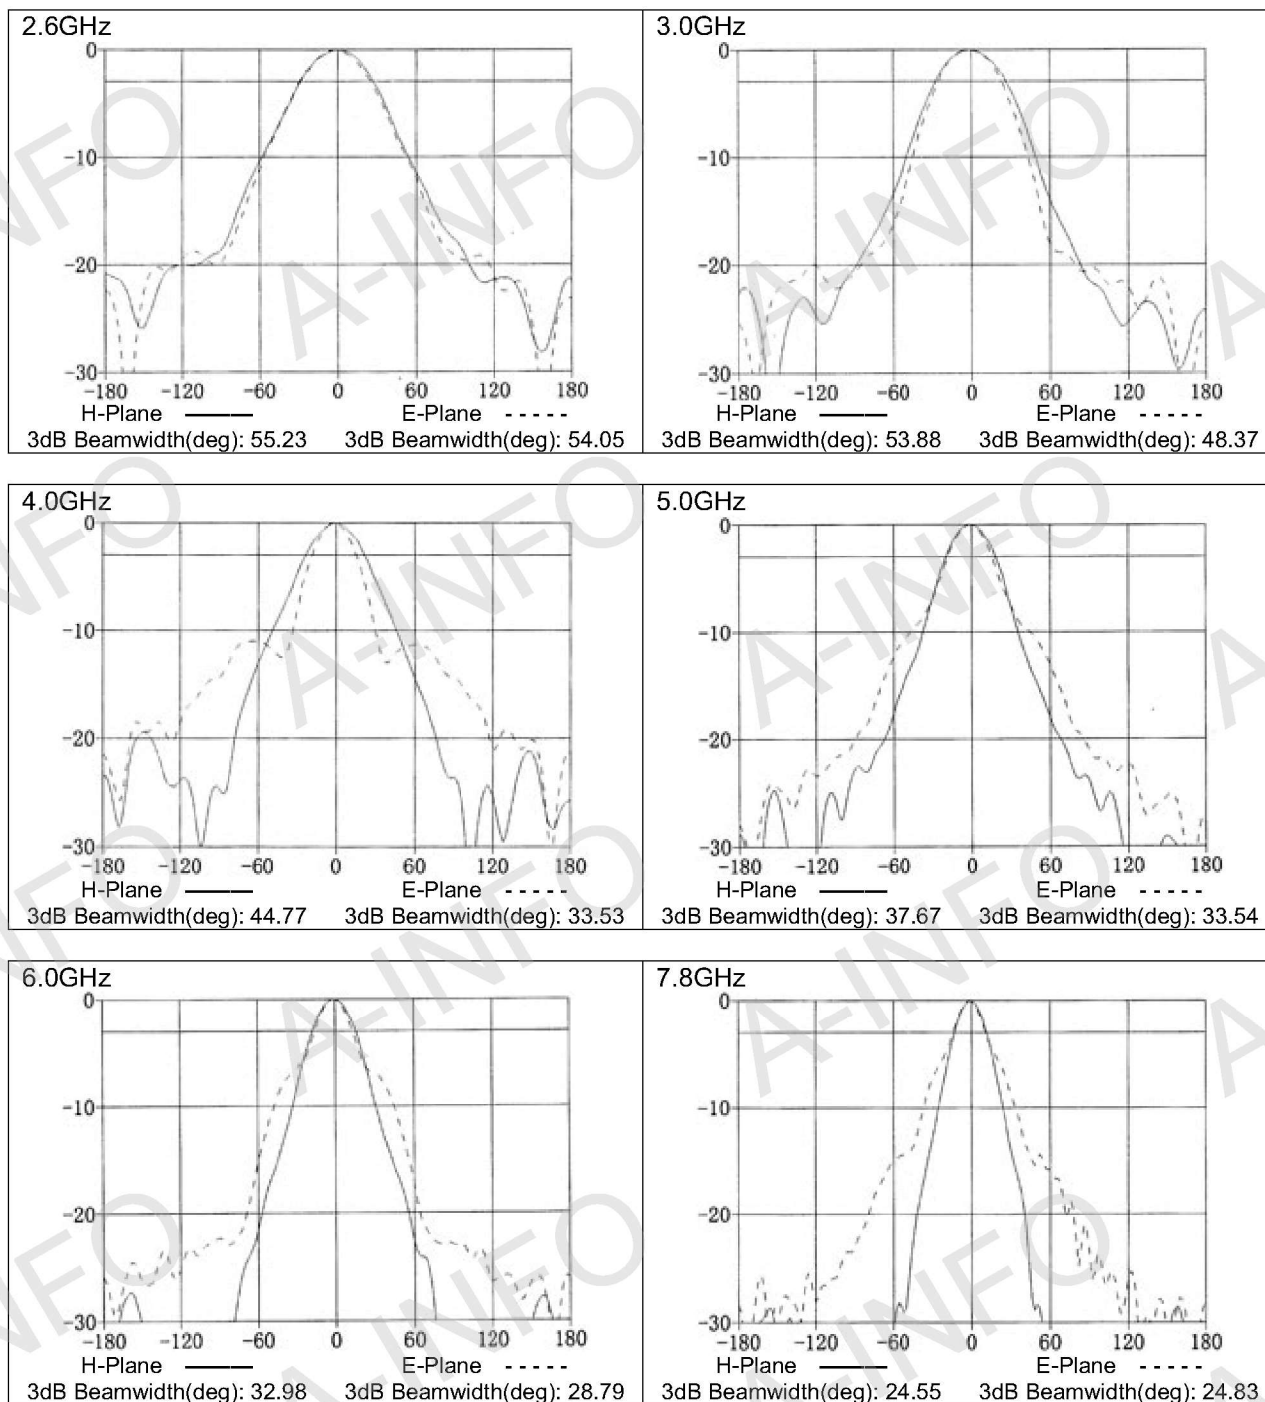 2.6GHz
3.0GHz
0
-10
-20
-30
-180 -120 -60 0 60 120 180
H-Plane E-Plane
3dB Beamwidth(deg): 55.23 3dB Beamwidth(deg): 54.05
0
-10
-20
-30
-180 -120 -60 0 60 120 180
H-Plane E-Plane
3dB Beamwidth(deg): 53.88 3dB Beamwidth(deg): 48.37
4.0GHz
5.0GHz
0
-10
-20
-30
-180 -120 -60 0 60 120 180
H-Plane E-Plane
3dB Beamwidth(deg): 44.77 3dB Beamwidth(deg): 33.53
0
-10
-20
-30
-180 -120 -60 0 60 120 180
H-Plane E-Plane
3dB Beamwidth(deg): 37.67 3dB Beamwidth(deg): 33.54
6.0GHz
7.8GHz
0
-10
-20
-30
-180 -120 -60 0 60 120 180
H-Plane E-Plane
3dB Beamwidth(deg): 32.98 3dB Beamwidth(deg): 28.79
0
-10
-20
-30
-180 -120 -60 0 60 120 180
H-Plane E-Plane
3dB Beamwidth(deg): 24.55 3dB Beamwidth(deg): 24.83
A-INFO
A-INFO
A-INFO
A-INFO
A-INFO
A-INFO
A-INFO
A-INFO